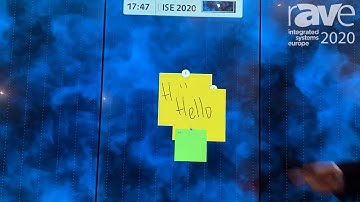 17:47 ISE 2020
rAVe
integrated
systems
europe
2020
Hi
Hello